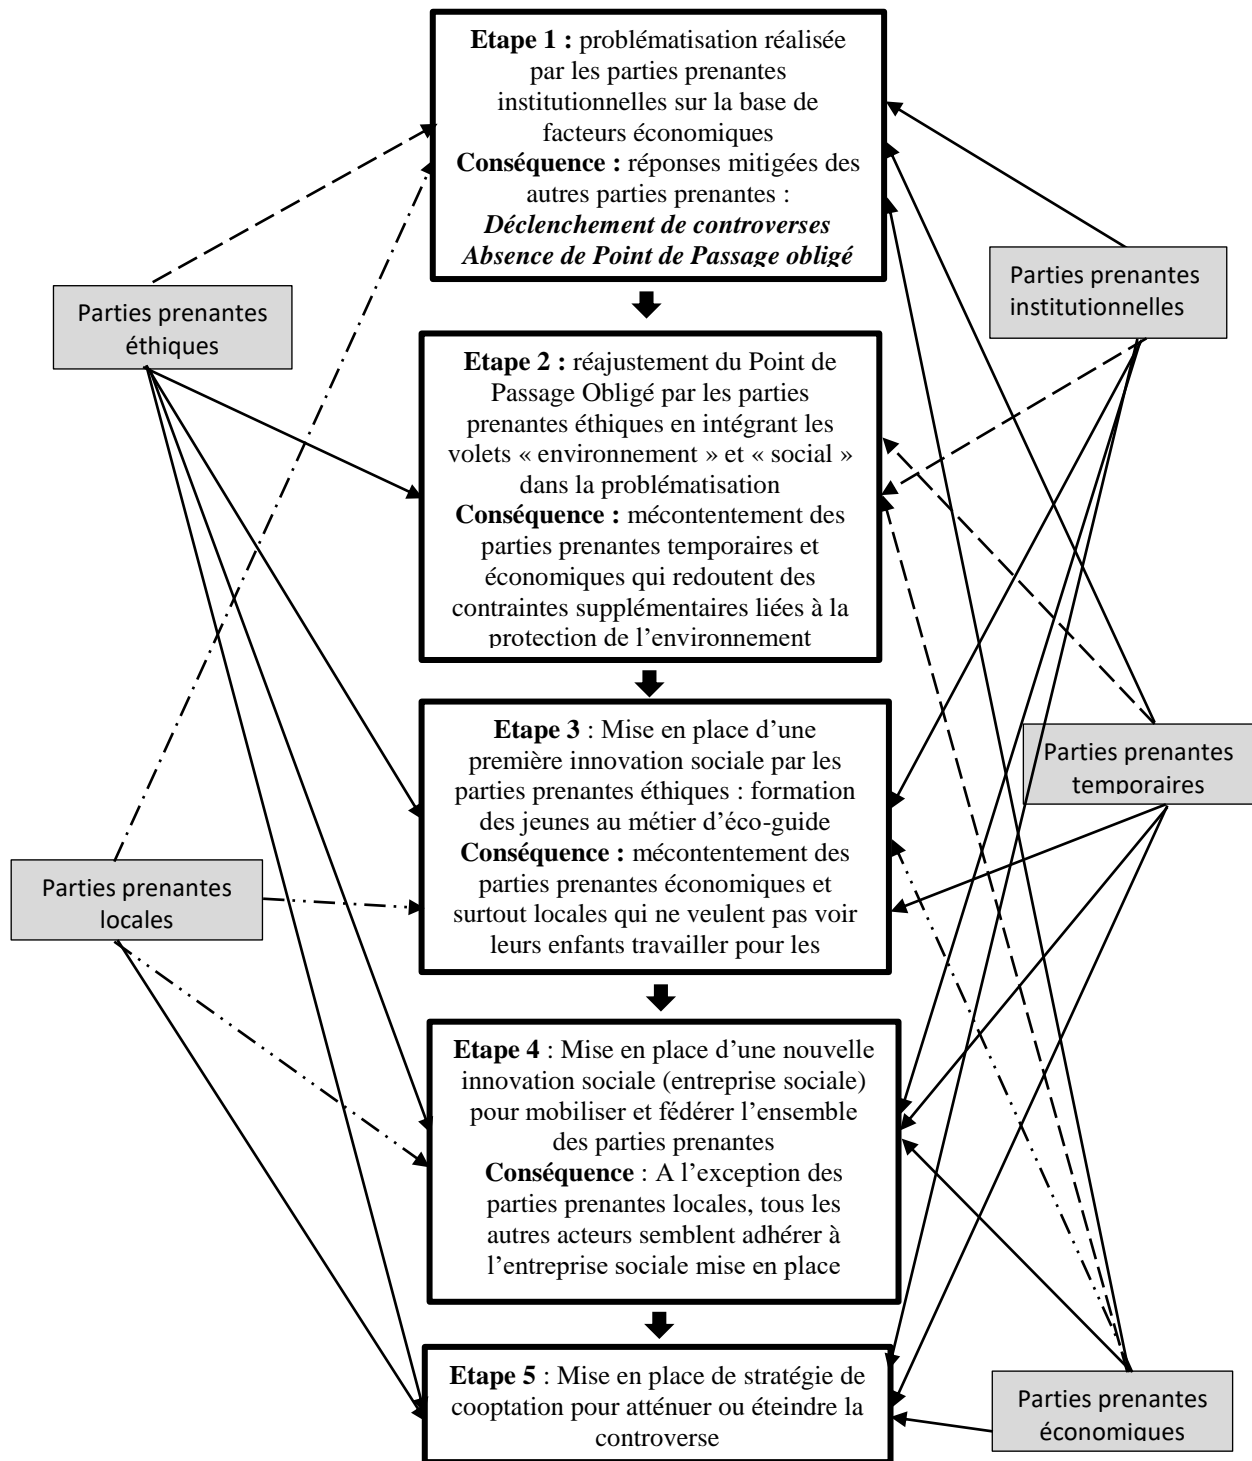 Etape 1 : problématisation réalisée
par les parties prenantes
institutionnelles sur la base de
facteurs économiques
Conséquence : réponses mitigées des
autres parties prenantes :
Déclenchement de controverses
Absence de Point de Passage obligé
Parties prenantes
éthiques
Parties prenantes
institutionnelles
Etape 2 : réajustement du Point de
Passage Obligé par les parties
prenantes éthiques en intégrant les
volets « environnement » et « social »
dans la problématisation
Conséquence : mécontentement des
parties prenantes temporaires et
économiques qui redoutent des
contraintes supplémentaires liées à la
protection de l’environnement
Etape 3 : Mise en place d’une
première innovation sociale par les
parties prenantes éthiques : formation
des jeunes au métier d’éco-guide
Conséquence : mécontentement des
parties prenantes économiques et
surtout locales qui ne veulent pas voir
leurs enfants travailler pour les
Parties prenantes
temporaires
Parties prenantes
locales
Etape 4 : Mise en place d’une nouvelle
innovation sociale (entreprise sociale)
pour mobiliser et fédérer l’ensemble
des parties prenantes
Conséquence : A l’exception des
parties prenantes locales, tous les
autres acteurs semblent adhérer à
l’entreprise sociale mise en place
Etape 5 : Mise en place de stratégie de
cooptation pour atténuer ou éteindre la
controverse
Parties prenantes
économiques